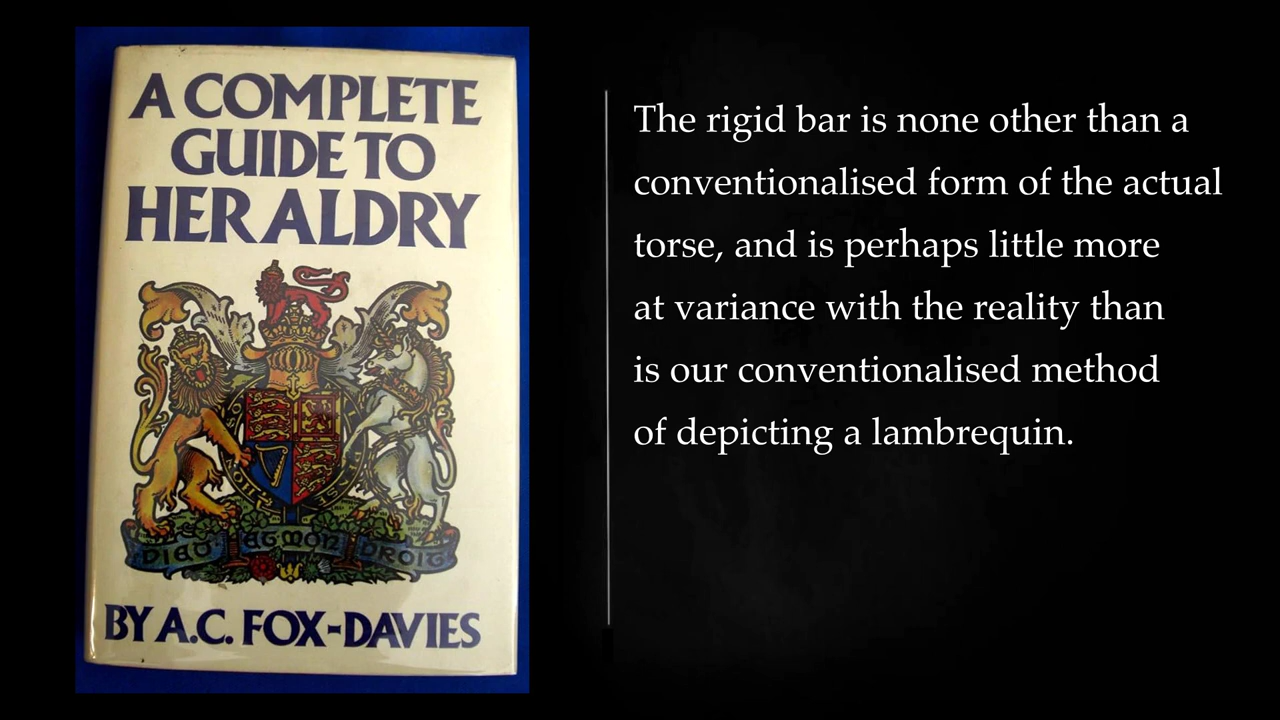 A COMPLETE
GUIDE TO
HERALDRY
DIEU ET MON DROIT
BY A.C. FOX-DAVIES
The rigid bar is none other than a
conventionalised form of the actual
torse, and is perhaps little more
at variance with the reality than
is our conventionalised method
of depicting a lambrequin.